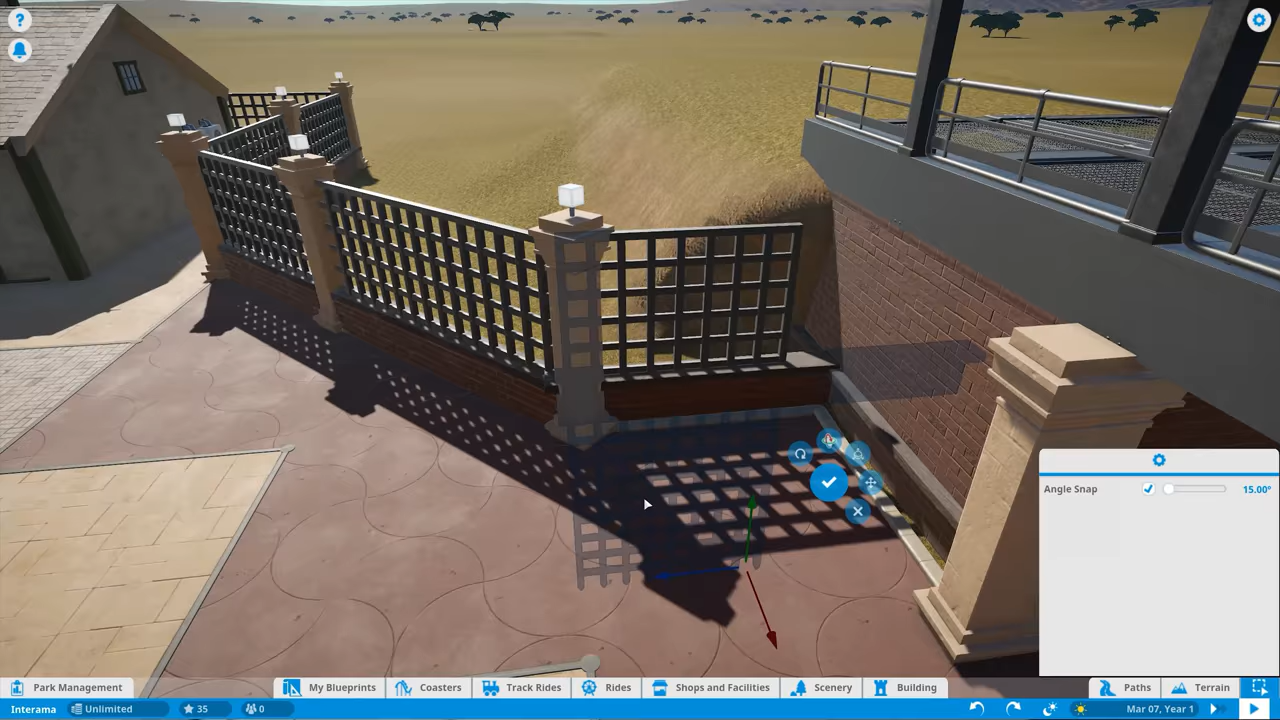 ?
Angle Snap 15.00°
Park Management My Blueprints Coasters Track Rides Rides Shops and Facilities Scenery Building Paths Terrain
Interama Unlimited 35 0 Mar 07, Year 1